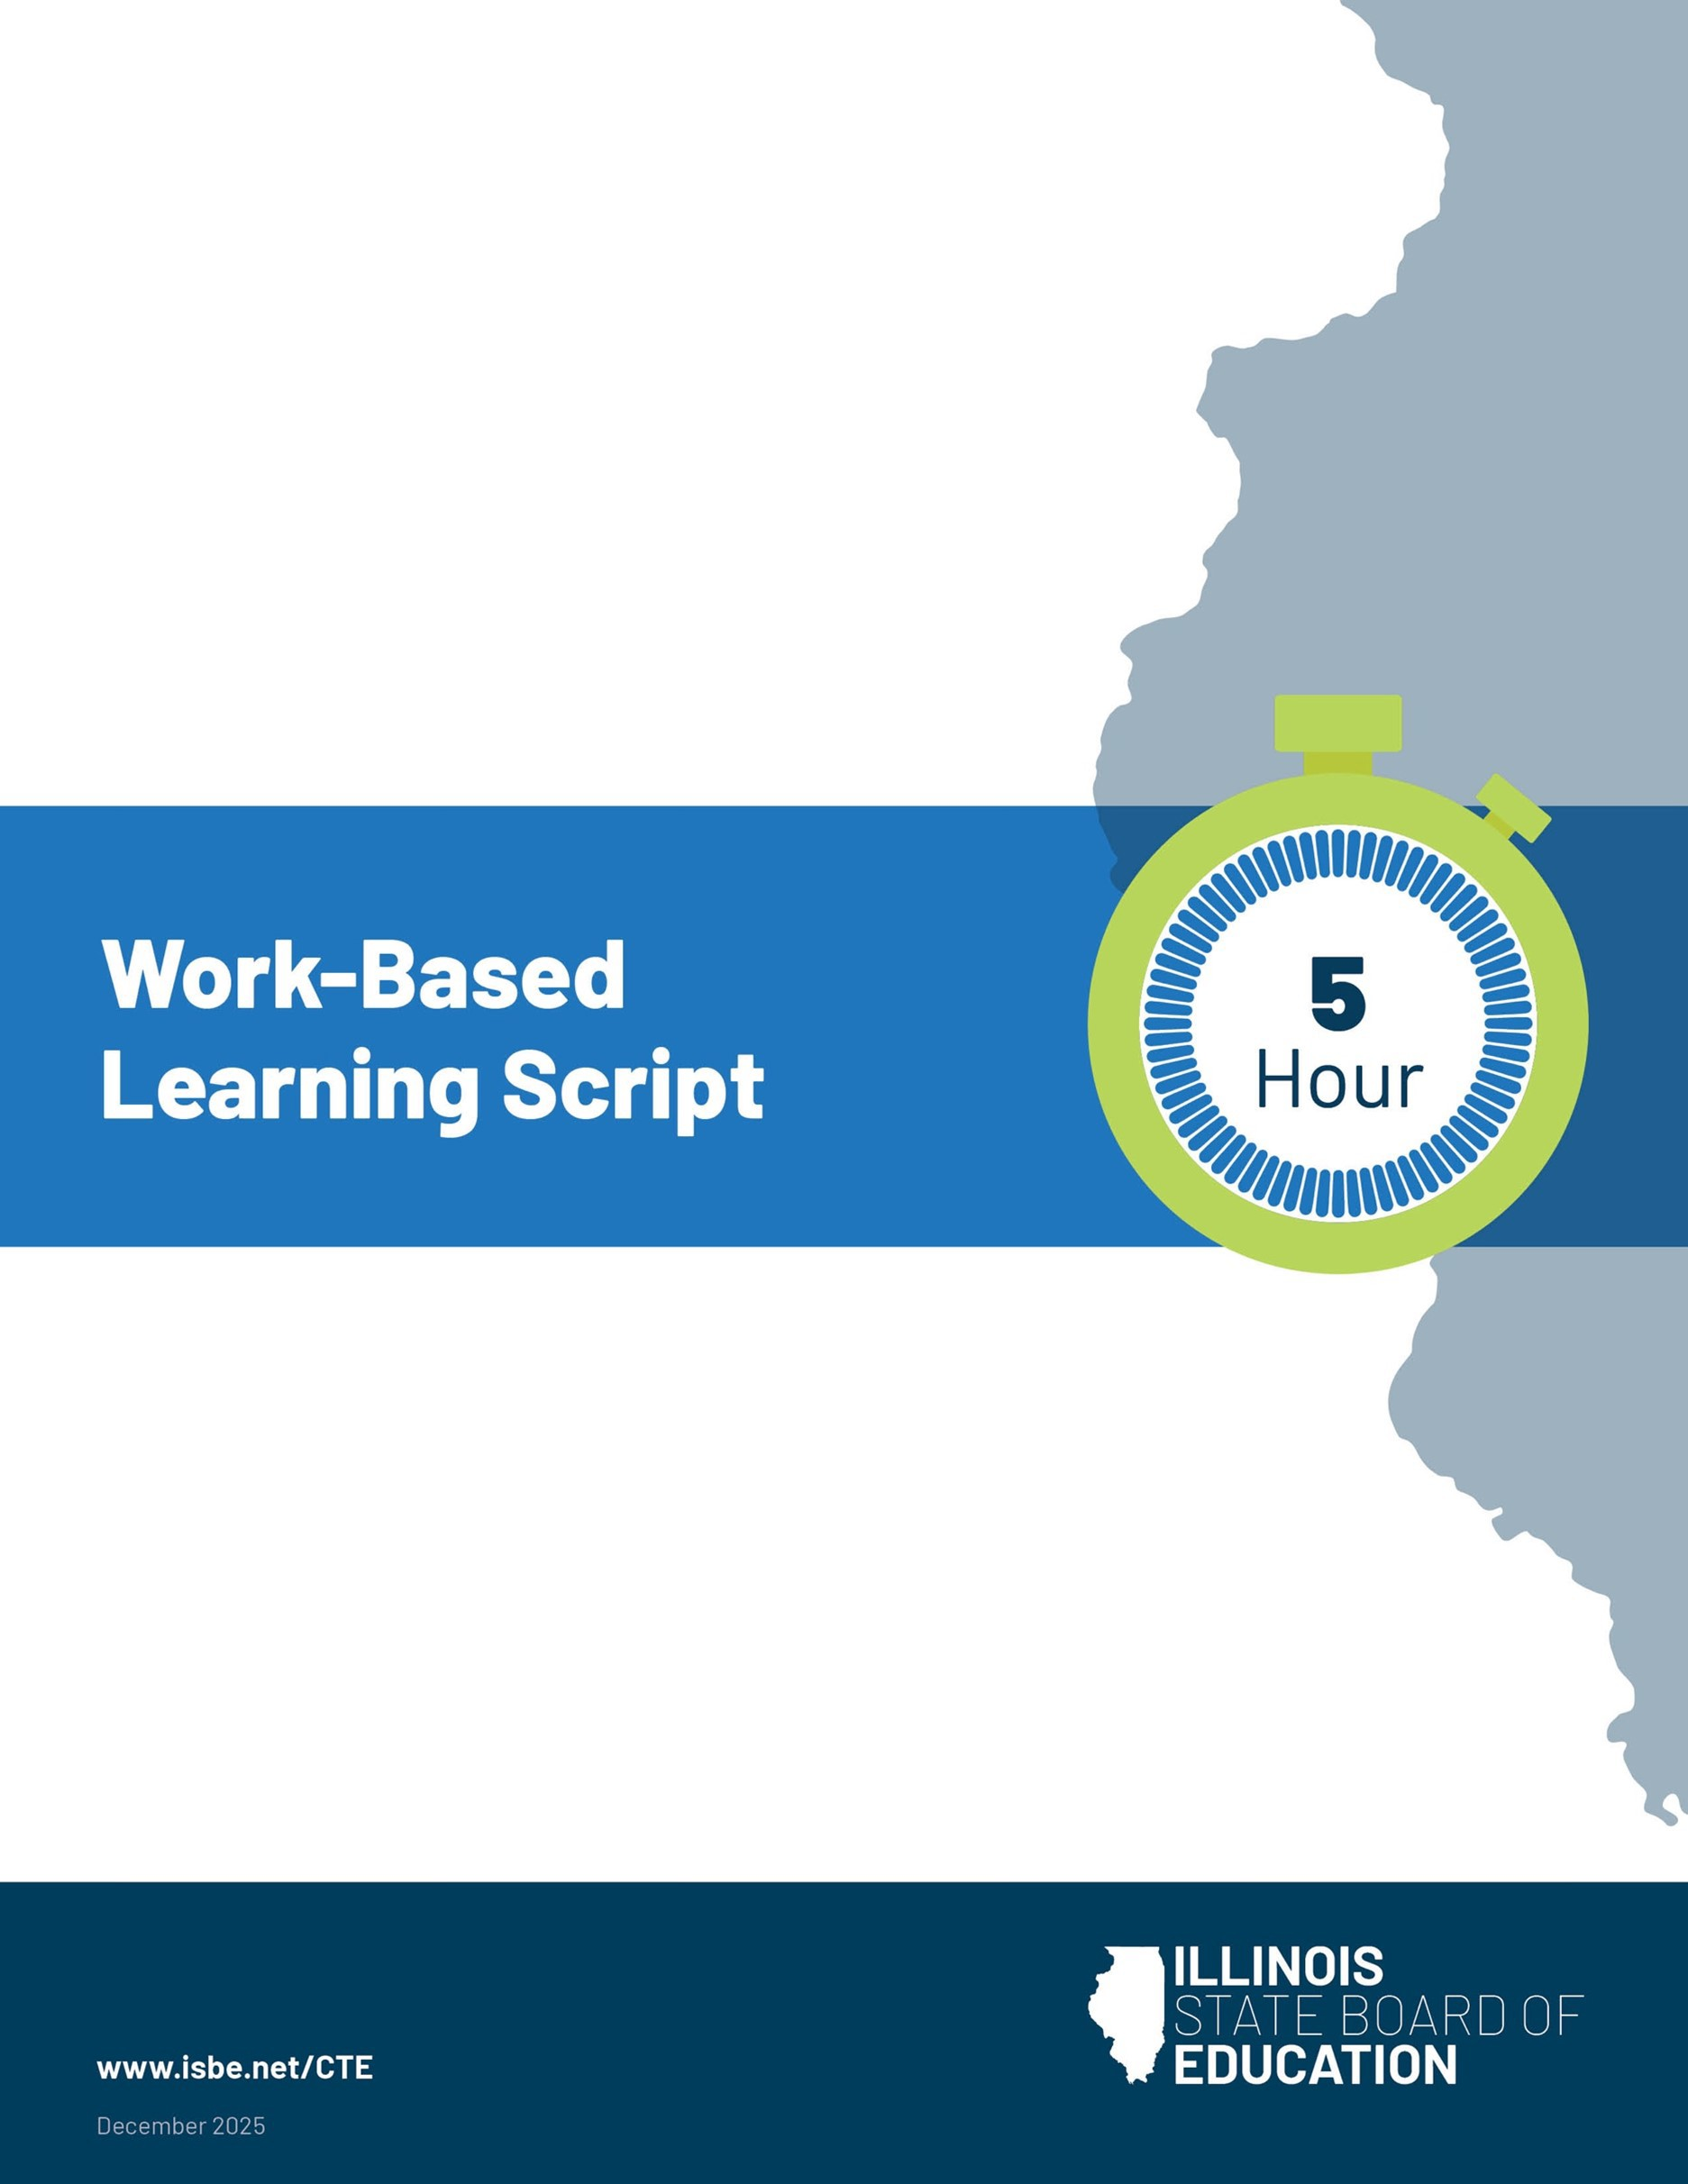 Work-Based
Learning Script
5
Hour
www.isbe.net/CTE
December 2025
ILLINOIS
STATE BOARD OF
EDUCATION